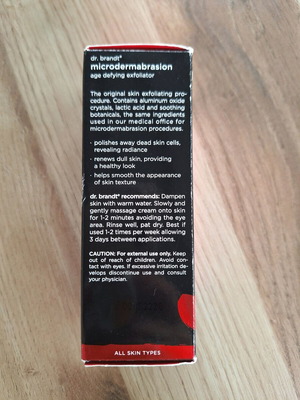 dr. brandt®
microdermabrasion
age defying exfoliator
The original skin exfoliating pro-
cedure. Contains aluminum oxide
crystals, lactic acid and soothing
botanicals, the same ingredients
used in our medical office for
microdermabrasion procedures.
· polishes away dead skin cells,
revealing radiance
· renews dull skin, providing
a healthy look
· helps smooth the appearance
of skin texture
dr. brandt® recommends: Dampen
skin with warm water. Slowly and
gently massage cream onto skin
for 1-2 minutes avoiding the eye
area. Rinse well, pat dry. Best if
used 1-2 times per week allowing
3 days between applications.
CAUTION: For external use only. Keep
out of reach of children. Avoid con-
tact with eyes. If excessive irritation de-
velops discontinue use and consult
your physician.
ALL SKIN TYPES